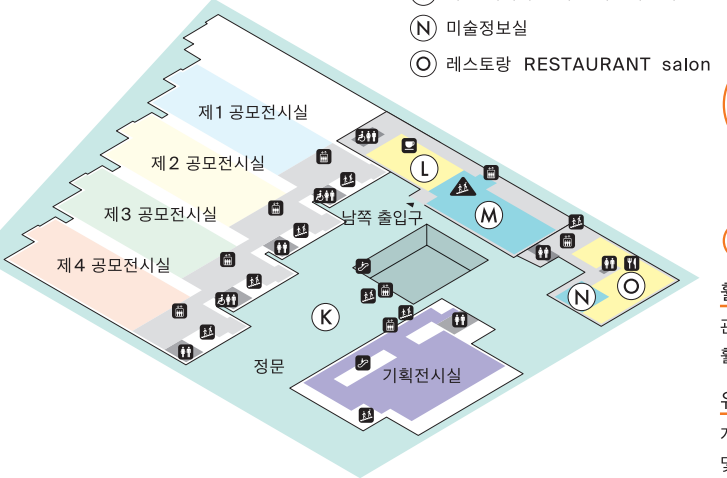 N 미술정보실
O 레스토랑 RESTAURANT salon
제1 공모전시실
제2 공모전시실
제3 공모전시실
제4 공모전시실
L
M
남쪽 출입구
N
O
K
정문
기획전시실